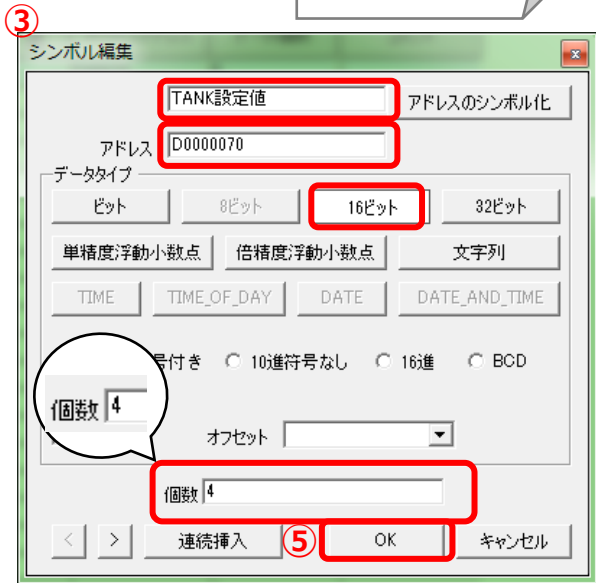 ③
シンボル編集
TANK設定値 アドレスのシンボル化
アドレス D0000070
データタイプ
ビット 8ビット 16ビット 32ビット
単精度浮動小数点 倍精度浮動小数点 文字列
TIME TIME_OF_DAY DATE DATE_AND_TIME
号付き 10進符号なし 16進 BCD
個数 4
オフセット
個数 4
< > 連続挿入 ⑤ OK キャンセル